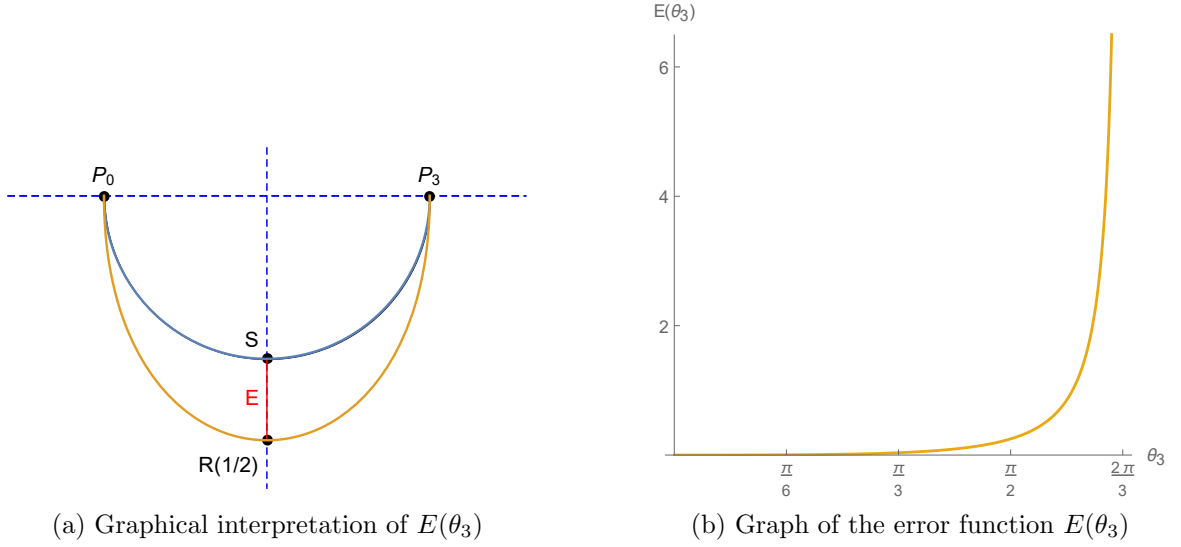 P₀
P₃
S
E
R(1/2)
(a) Graphical interpretation of E(θ₃)
E(θ₃)
6
4
2
π/6
π/3
π/2
2π/3
θ₃
(b) Graph of the error function E(θ₃)